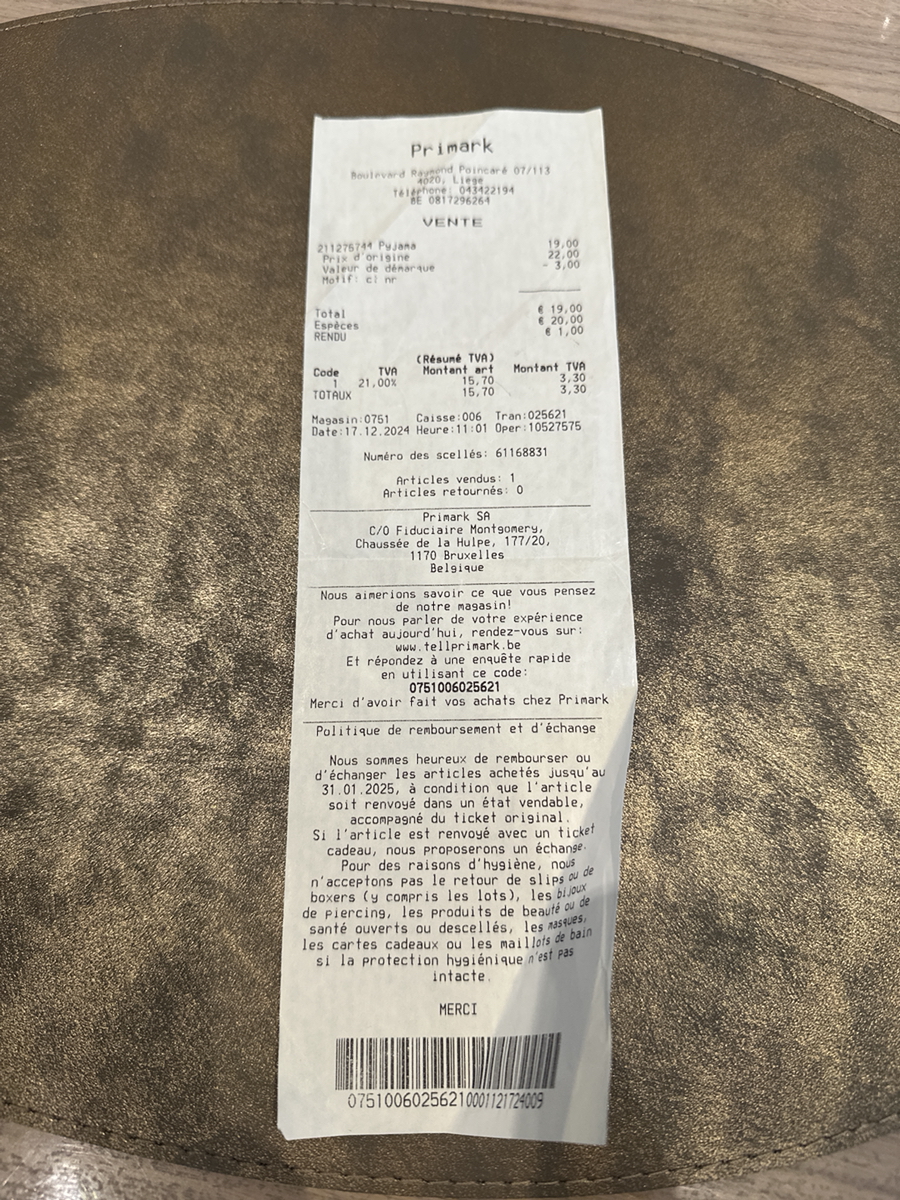 Primark
Boulevard Raymond Poincaré 07/113
4020, Liege
Téléphone: 043422194
BE 0817296264
VENTE
211276744 Pyjama 19,00
Prix d'origine 22,00
Valeur de démarque - 3,00
Motif: c: nr
Total € 19,00
Espèces € 20,00
RENDU € 1,00
(Résumé TVA)
Code TVA Montant art Montant TVA
1 21,00% 15,70 3,30
TOTAUX 15,70 3,30
Magasin:0751 Caisse:006 Tran:025621
Date:17.12.2024 Heure:11:01 Oper:10527575
Numéro des scellés: 61168831
Articles vendus: 1
Articles retournés: 0
Primark SA
C/O Fiduciaire Montgomery,
Chaussée de la Hulpe, 177/20,
1170 Bruxelles
Belgique
Nous aimerions savoir ce que vous pensez
de notre magasin!
Pour nous parler de votre expérience
d'achat aujourd'hui, rendez-vous sur:
www.tellprimark.be
Et répondez à une enquête rapide
en utilisant ce code:
0751006025621
Merci d'avoir fait vos achats chez Primark
Politique de remboursement et d'échange
Nous sommes heureux de rembourser ou
d'échanger les articles achetés jusqu'au
31.01.2025, à condition que l'article
soit renvoyé dans un état vendable,
accompagné du ticket original.
Si l'article est renvoyé avec un ticket
cadeau, nous proposerons un échange.
Pour des raisons d'hygiène, nous
n'acceptons pas le retour de slips ou de
boxers (y compris les lots), les bijoux
de piercing, les produits de beauté ou de
santé ouverts ou descellés, les masques,
les cartes cadeaux ou les maillots de bain
si la protection hygiénique n'est pas
intacte.
MERCI
07510060256210001121724009